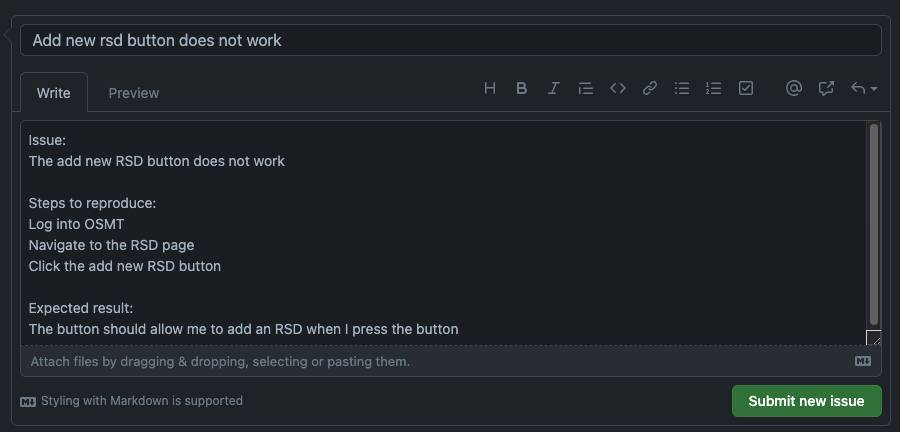 Add new rsd button does not work
Write
Preview
H B I <> @
Issue:
The add new RSD button does not work
Steps to reproduce:
Log into OSMT
Navigate to the RSD page
Click the add new RSD button
Expected result:
The button should allow me to add an RSD when I press the button
Attach files by dragging & dropping, selecting or pasting them.
Styling with Markdown is supported
Submit new issue